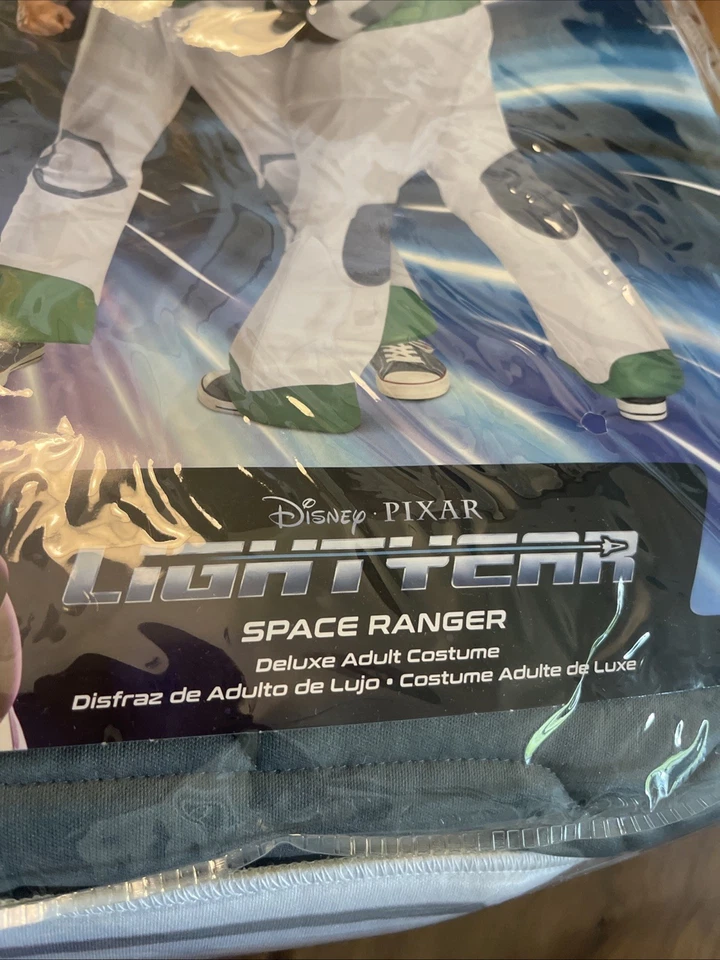 Disney · PIXAR
LIGHTYEAR
SPACE RANGER
Deluxe Adult Costume
Disfraz de Adulto de Lujo • Costume Adulte de Luxe